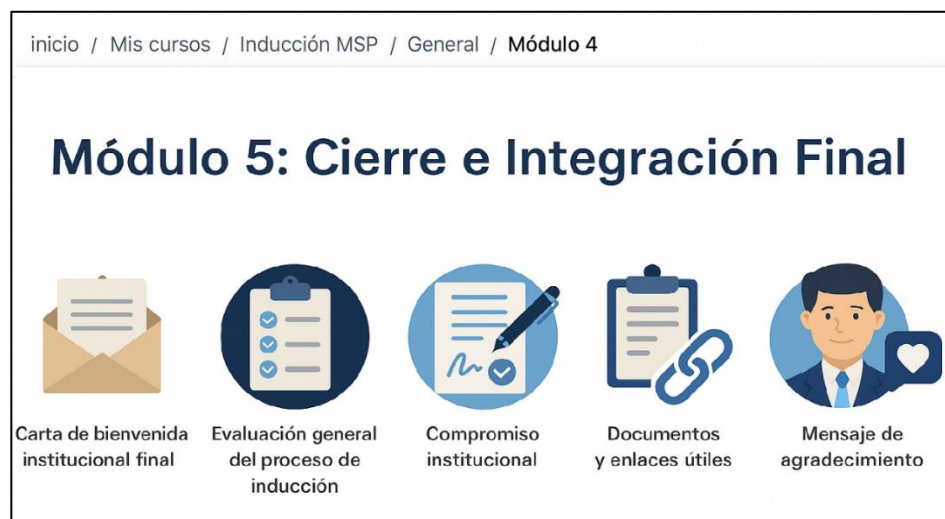 inicio / Mis cursos / Inducción MSP / General / Módulo 4
Módulo 5: Cierre e Integración Final
Carta de bienvenida
institucional final
Evaluación general
del proceso de
inducción
Compromiso
institucional
Documentos
y enlaces útiles
Mensaje de
agradecimiento